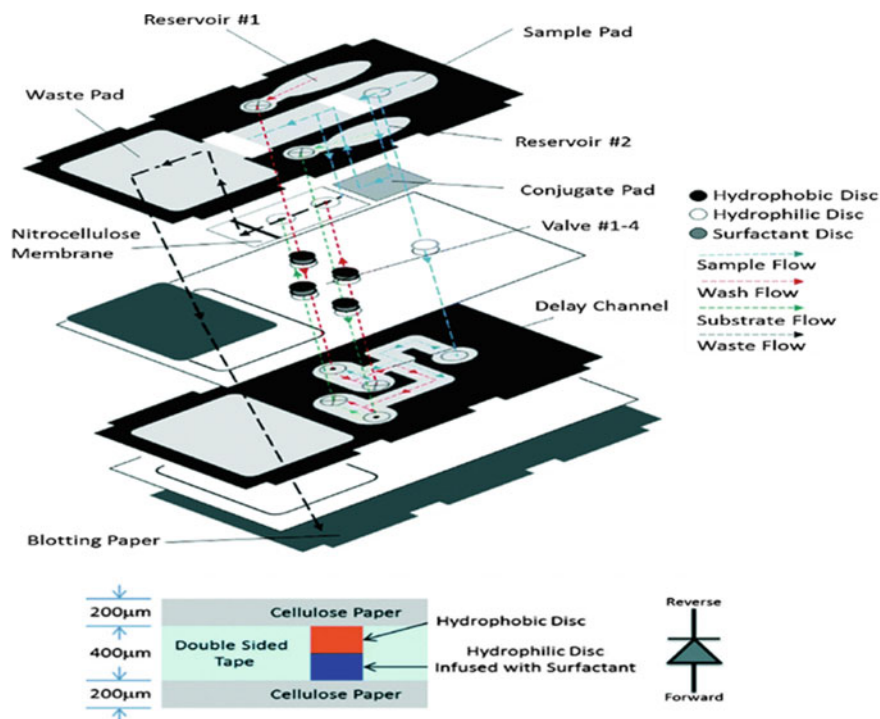 Reservoir #1
Sample Pad
Waste Pad
Reservoir #2
Conjugate Pad
Nitrocellulose
Membrane
Valve #1-4
Hydrophobic Disc
Hydrophilic Disc
Surfactant Disc
Sample Flow
Wash Flow
Substrate Flow
Waste Flow
Delay Channel
Blotting Paper
200μm
Cellulose Paper
400μm
Double Sided
Tape
Hydrophobic Disc
Hydrophilic Disc
Infused with Surfactant
200μm
Cellulose Paper
Reverse
Forward